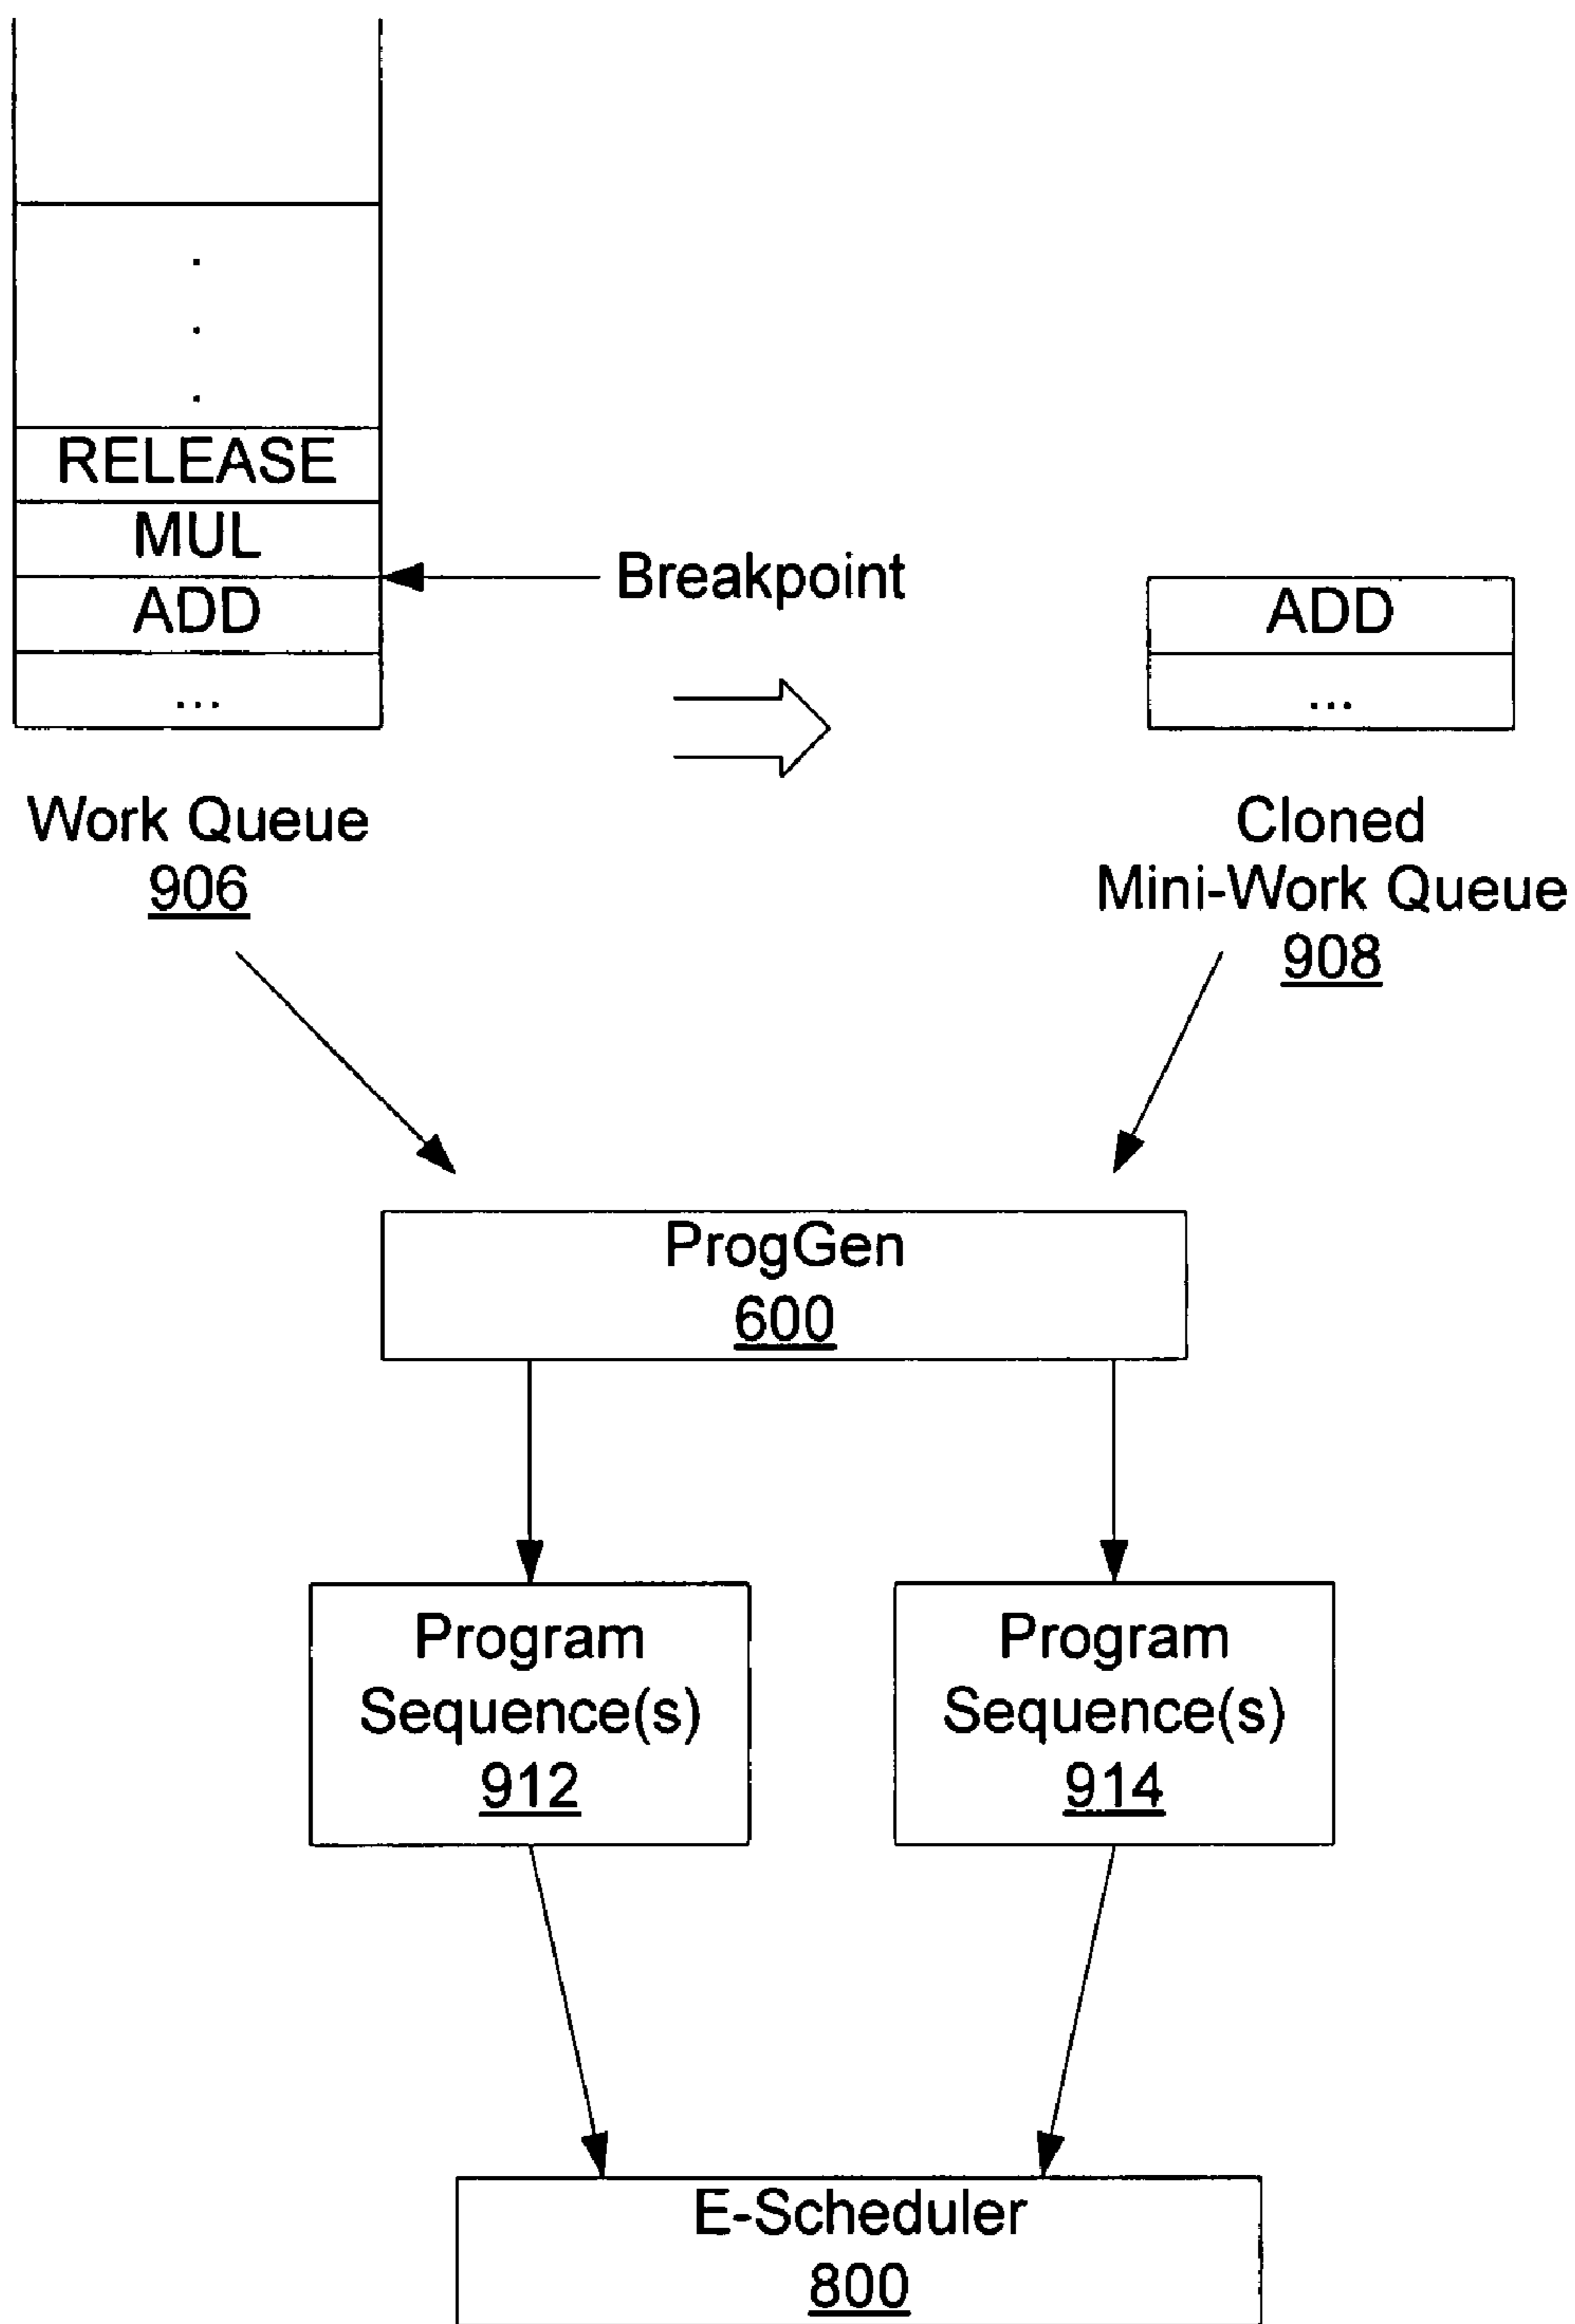 .
.
.
RELEASE
MUL
ADD
...
Breakpoint
ADD
...
Work Queue
906
Cloned
Mini-Work Queue
908
ProgGen
600
Program
Sequence(s)
912
Program
Sequence(s)
914
E-Scheduler
800